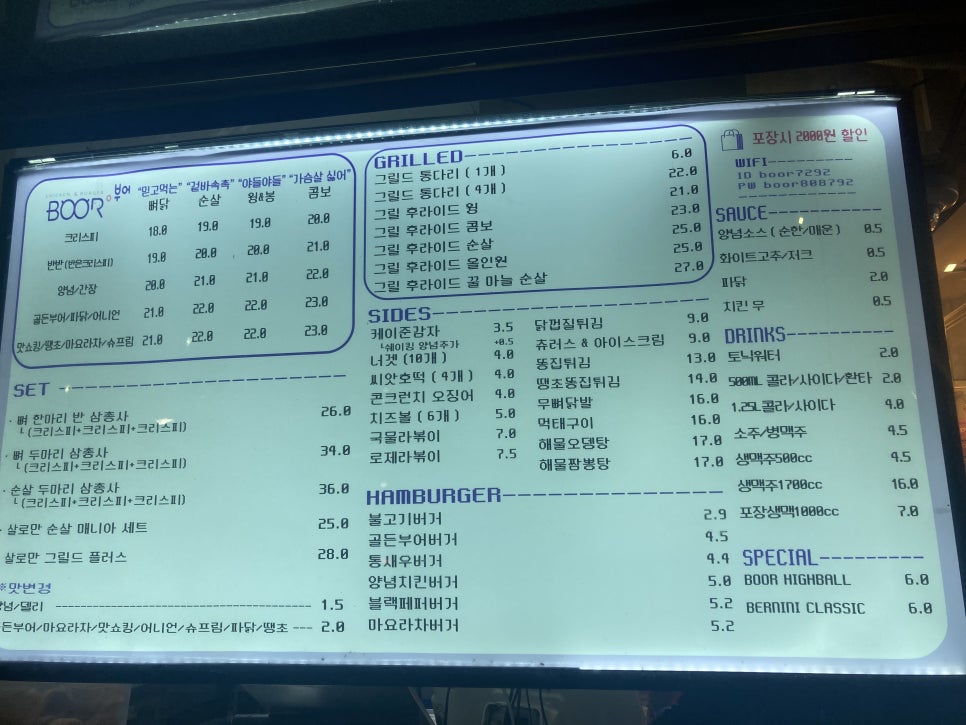 CHICKEN & BURGER
BOOR 부어
"믿고먹는" "겉바속촉" "야들야들" "가슴살 싫어"
뼈닭 순살 윙&봉 콤보
크리스피 18.0 19.0 19.0 20.0
반반 (반은크리스피) 19.0 20.0 20.0 21.0
양념/간장 20.0 21.0 21.0 22.0
골든부어/파닭/어니언 21.0 22.0 22.0 23.0
맛쇼킹/땡초/마요라차/슈프림 21.0 22.0 22.0 23.0
SET
· 뼈 한마리 반 삼총사 26.0
└ (크리스피+크리스피+크리스피)
· 뼈 두마리 삼총사 34.0
└ (크리스피+크리스피+크리스피)
· 순살 두마리 삼총사 36.0
└ (크리스피+크리스피+크리스피)
· 살로만 순살 매니아 세트 25.0
살로만 그릴드 플러스 28.0
※맛변경
양념/델리 1.5
든부어/마요라차/맛쇼킹/어니언/슈프림/파닭/땡초 2.0
GRILLED
그릴드 통다리 ( 1개 ) 6.0
그릴드 통다리 ( 4개 ) 22.0
그릴 후라이드 윙 21.0
그릴 후라이드 콤보 23.0
그릴 후라이드 순살 25.0
그릴 후라이드 올인원 25.0
그릴 후라이드 꿀 마늘 순살 27.0
SIDES
케이준감자 3.5
└쉐이킹 양념추가 +0.5
너겟 (10개 ) 4.0
씨앗호떡 ( 4개 ) 4.0
콘크런치 오징어 4.0
치즈볼 ( 6개 ) 5.0
국물라볶이 7.0
로제라볶이 7.5
닭껍질튀김 9.0
츄러스 & 아이스크림 9.0
똥집튀김 13.0
땡초똥집튀김 14.0
무뼈닭발 16.0
먹태구이 16.0
해물오뎅탕 17.0
해물짬뽕탕 17.0
HAMBURGER
불고기버거 2.9
골든부어버거 4.5
통새우버거 4.4
양념치킨버거 5.0
블랙페퍼버거 5.2
마요라차버거 5.2
포장시 2000원 할인
WIFI
ID boor7292
PW boor808792
SAUCE
양념소스 ( 순한/매운 ) 0.5
화이트고추/저크 0.5
파닭 2.0
치킨 무 0.5
DRINKS
토닉워터 2.0
500ML 콜라/사이다/환타 2.0
1.25L콜라/사이다 4.0
소주/병맥주 4.5
생맥주500cc 4.5
생맥주1700cc 16.0
포장생맥1000cc 7.0
SPECIAL
BOOR HIGHBALL 6.0
BERNINI CLASSIC 6.0